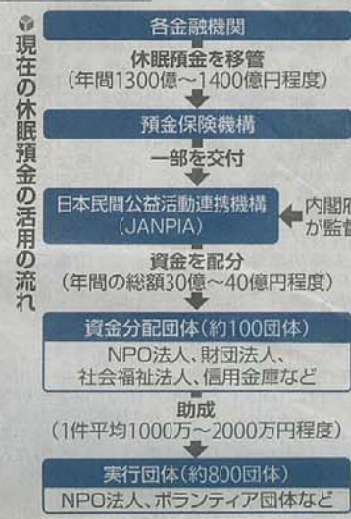 現在の休眠預金の活用の流れ
各金融機関
休眠預金を移管
(年間1300億〜1400億円程度)
預金保険機構
一部を交付
日本民間公益活動連携機構
(JANPIA)
内閣府
が監督
資金を配分
(年間の総額30億〜40億円程度)
資金分配団体(約100団体)
NPO法人、財団法人、
社会福祉法人、信用金庫など
助成
(1件平均1000万〜2000万円程度)
実行団体(約800団体)
NPO法人、ボランティア団体など